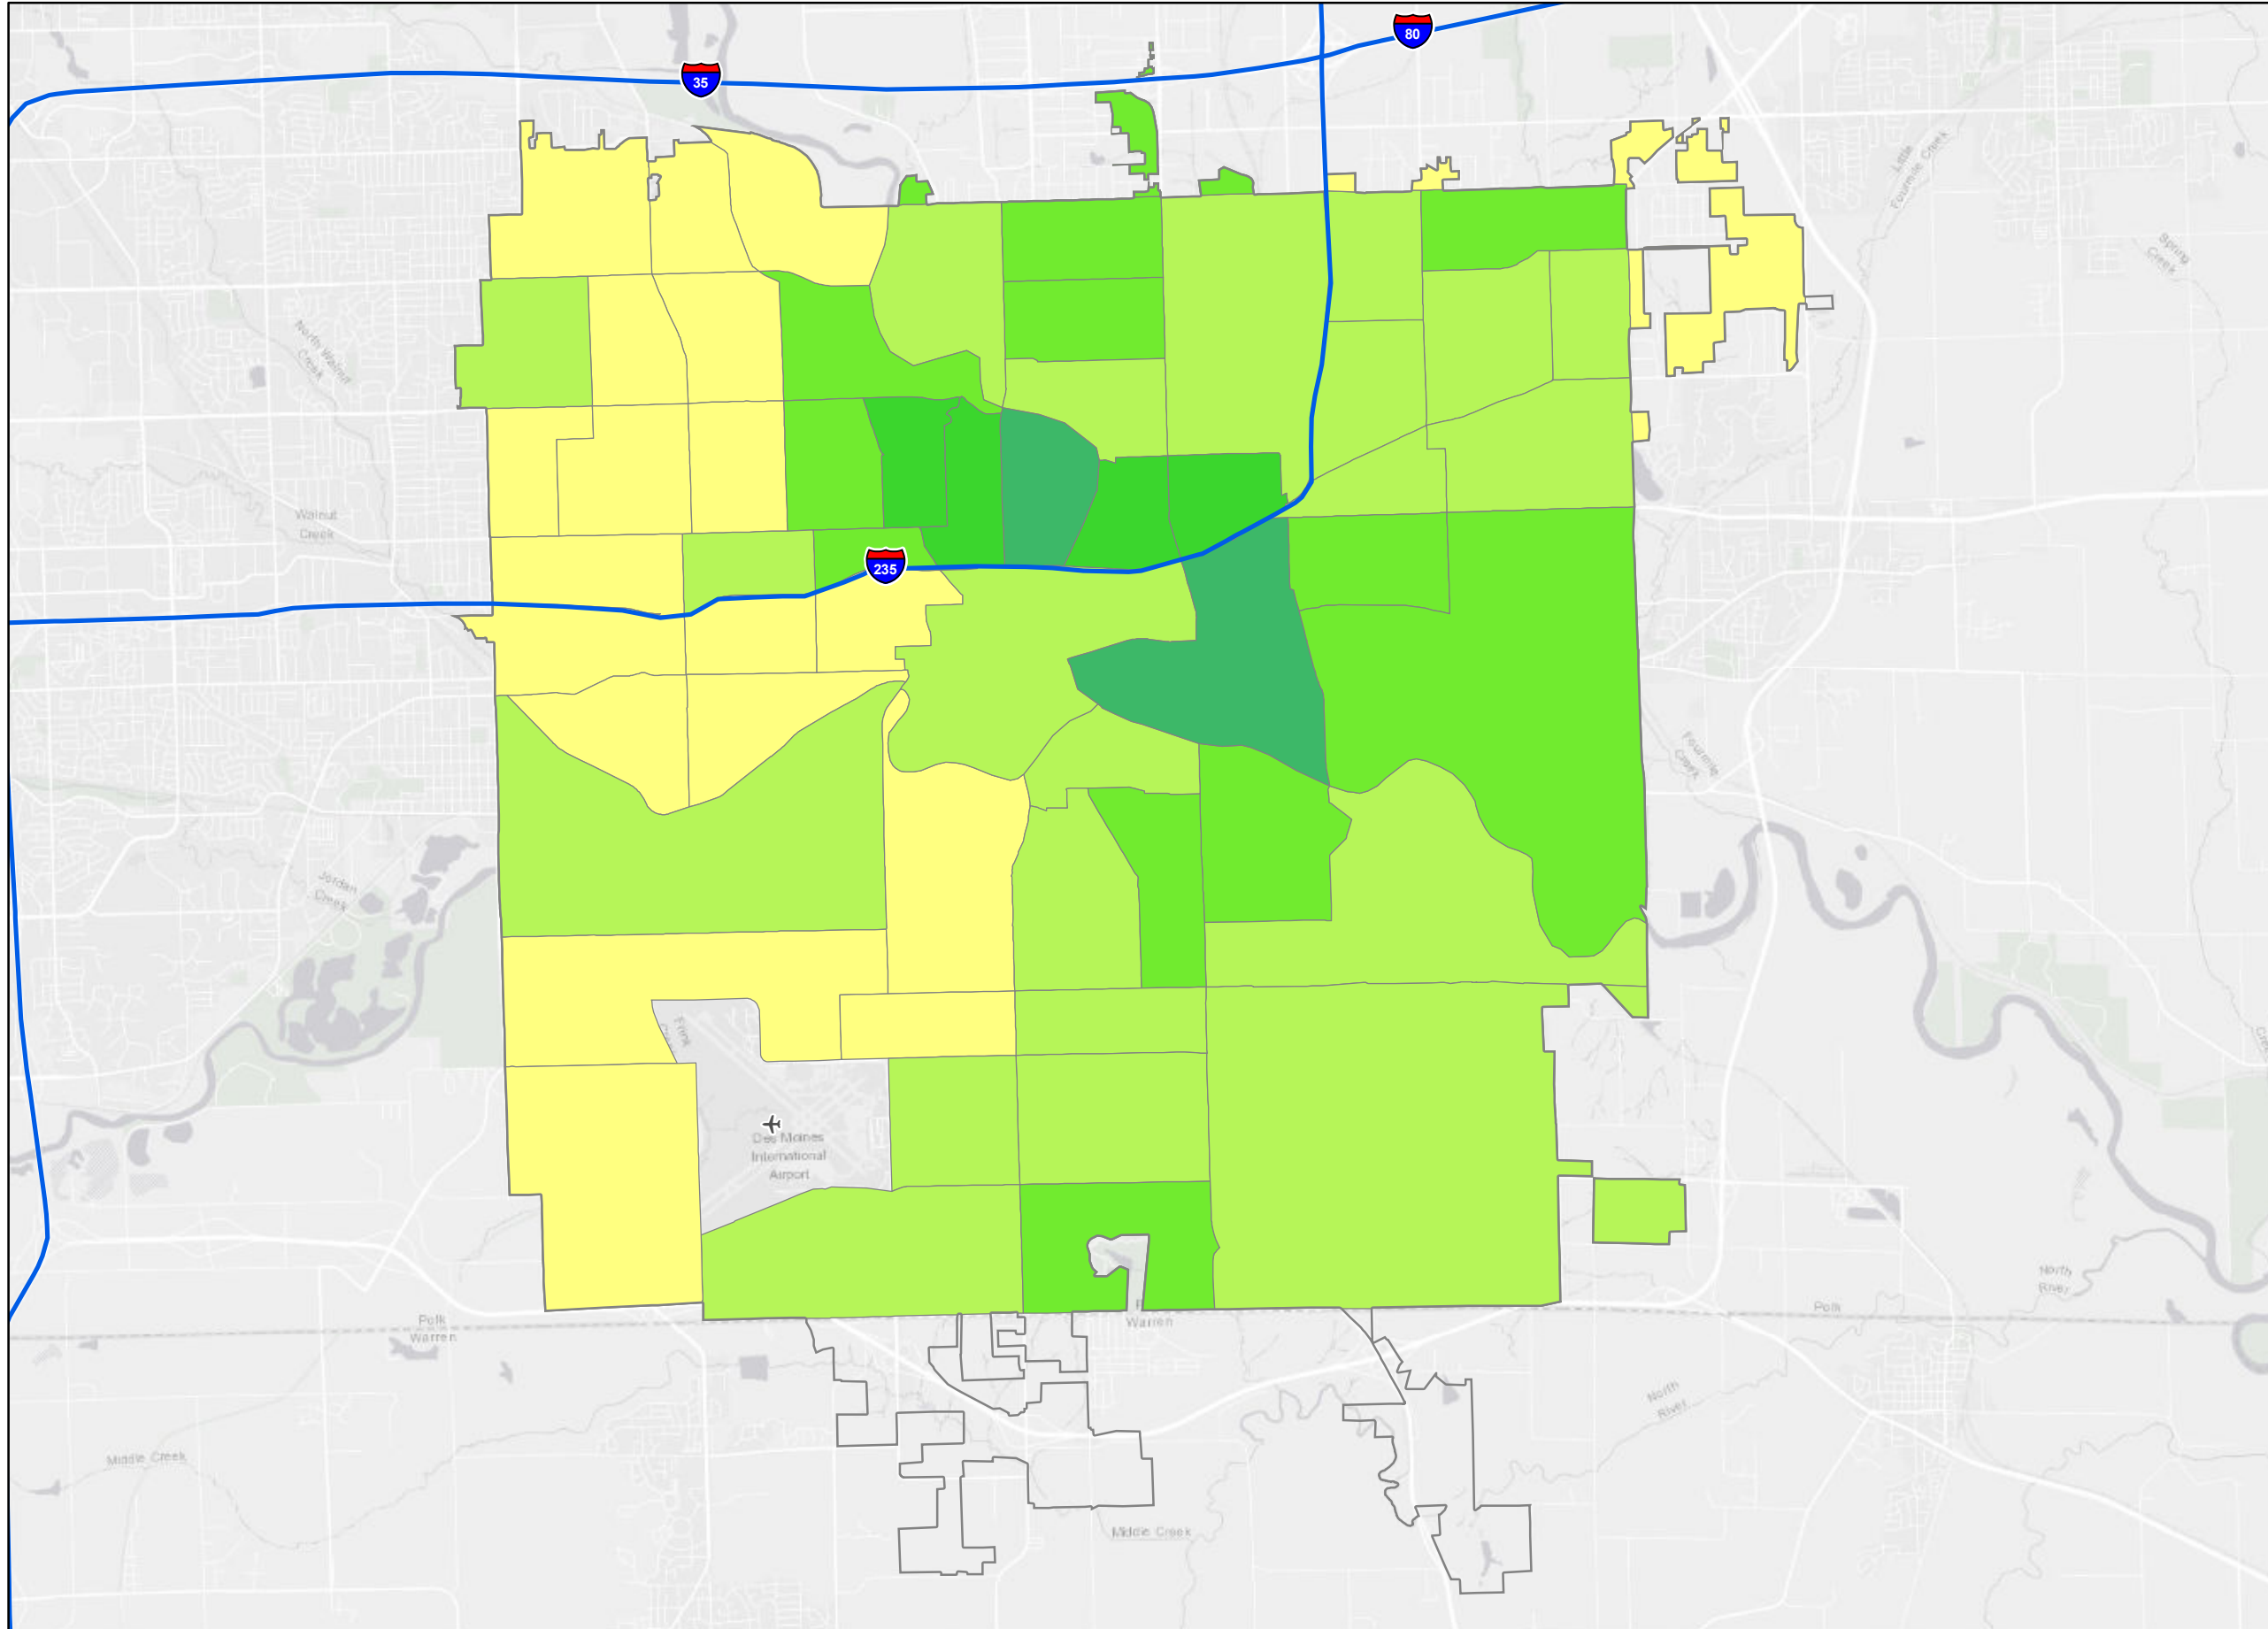 80
35
Little
Fourmile Creek
Spring
Creek
North Walnut
Creek
Walnut
Creek
235
Fourmile
Creek
Jordan
Creek
Frink
Des Moines
International
Airport
North
River
Polk
Warren
Warren
Polk
North
River
Middle Creek
Middle Creek